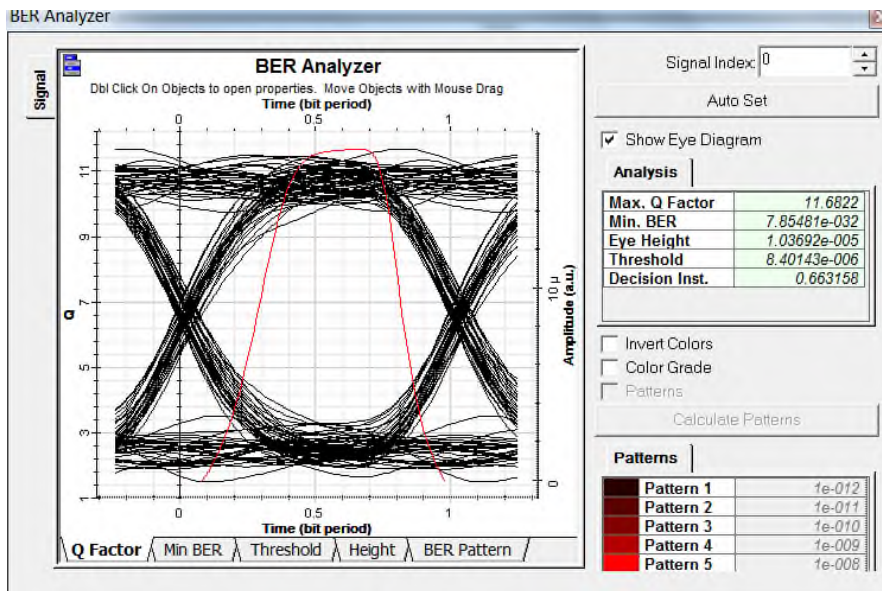 BER Analyzer
Signal
BER Analyzer
Dbl Click On Objects to open properties. Move Objects with Mouse Drag
Time (bit period)
0 0.5 1
Q
11
9
7
5
3
1
Amplitude (a.u.)
10 µ
0
0 0.5 1
Time (bit period)
Q Factor Min BER Threshold Height BER Pattern
Signal Index: 0
Auto Set
Show Eye Diagram
Analysis
Max. Q Factor 11.6822
Min. BER 7.85481e-032
Eye Height 1.03692e-005
Threshold 8.40143e-006
Decision Inst. 0.663158
Invert Colors
Color Grade
Patterns
Calculate Patterns
Patterns
Pattern 1 1e-012
Pattern 2 1e-011
Pattern 3 1e-010
Pattern 4 1e-009
Pattern 5 1e-008